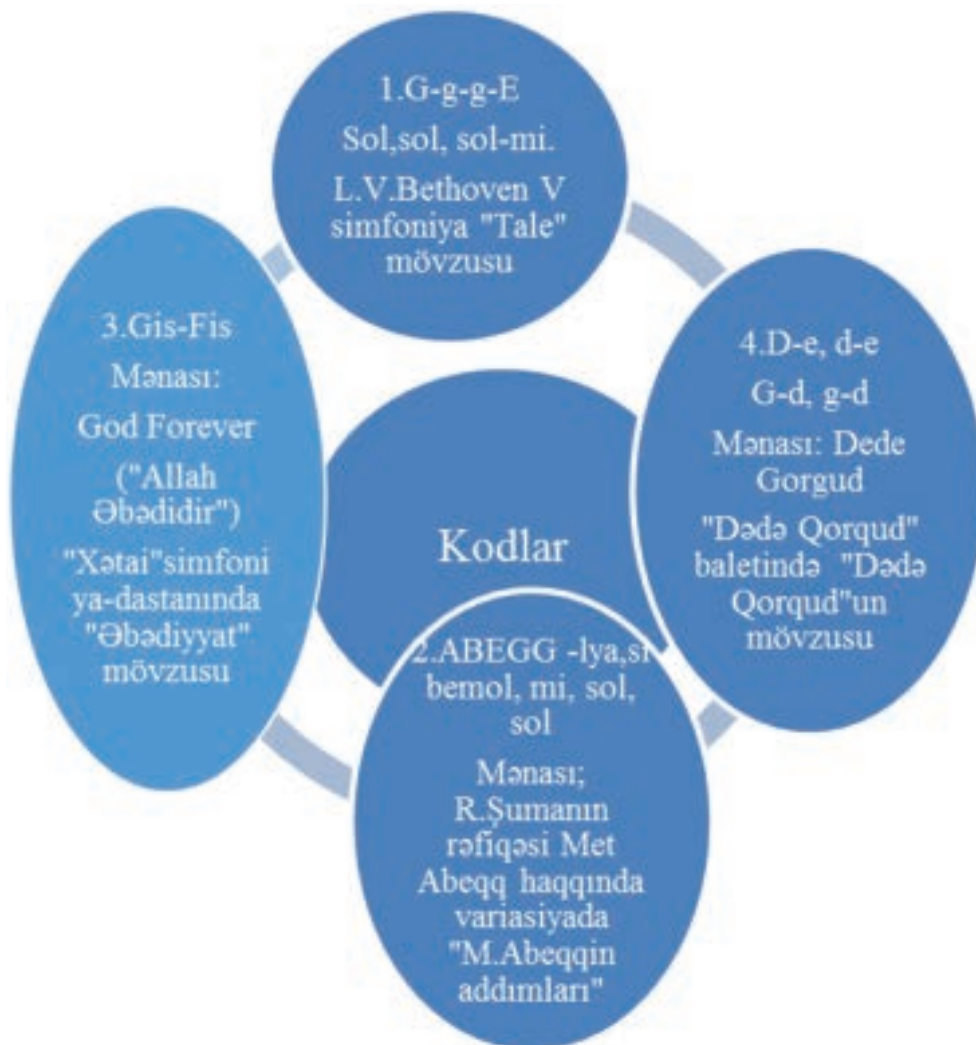 1.G-g-g-E
Sol,sol, sol-mi.
L.V.Bethoven V
simfoniya "Tale"
mövzusu
4.D-e, d-e
G-d, g-d
Mənası: Dede
Gorgud
"Dədə Qorqud"
baletində "Dədə
Qorqud"un
mövzusu
2.ABEGG -lya,si
bemol, mi, sol,
sol
Mənası;
R.Şumanın
rəfiqəsi Met
Abeqq haqqında
variasiyada
"M.Abeqqin
addımları"
3.Gis-Fis
Mənası:
God Forever
("Allah
Əbədidir")
"Xətai"simfoni
ya-dastanında
"Əbədiyyat"
mövzusu
Kodlar